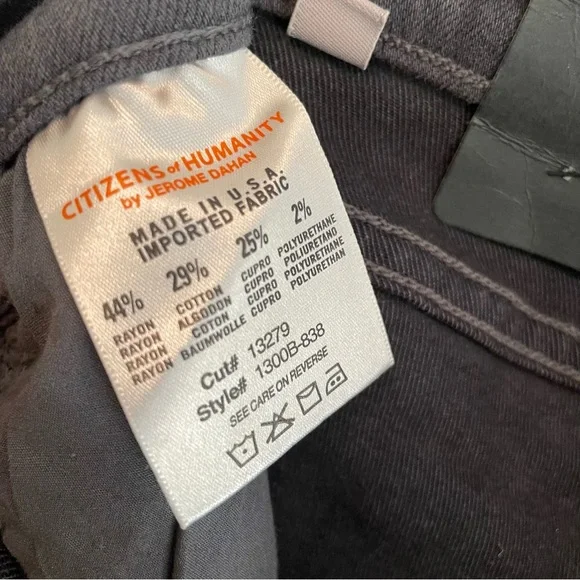 CITIZENS of HUMANITY
by JEROME DAHAN
MADE IN U.S.A.
IMPORTED FABRIC
44% 29% 25% 2%
RAYON COTTON CUPRO POLYURETHANE
RAYON ALGODON CUPRO POLIURETANO
RAYON COTON CUPRO POLYURETHANE
RAYON BAUMWOLLE CUPRO POLYURETHAN
Cut# 13279
Style# 1300B-838
SEE CARE ON REVERSE